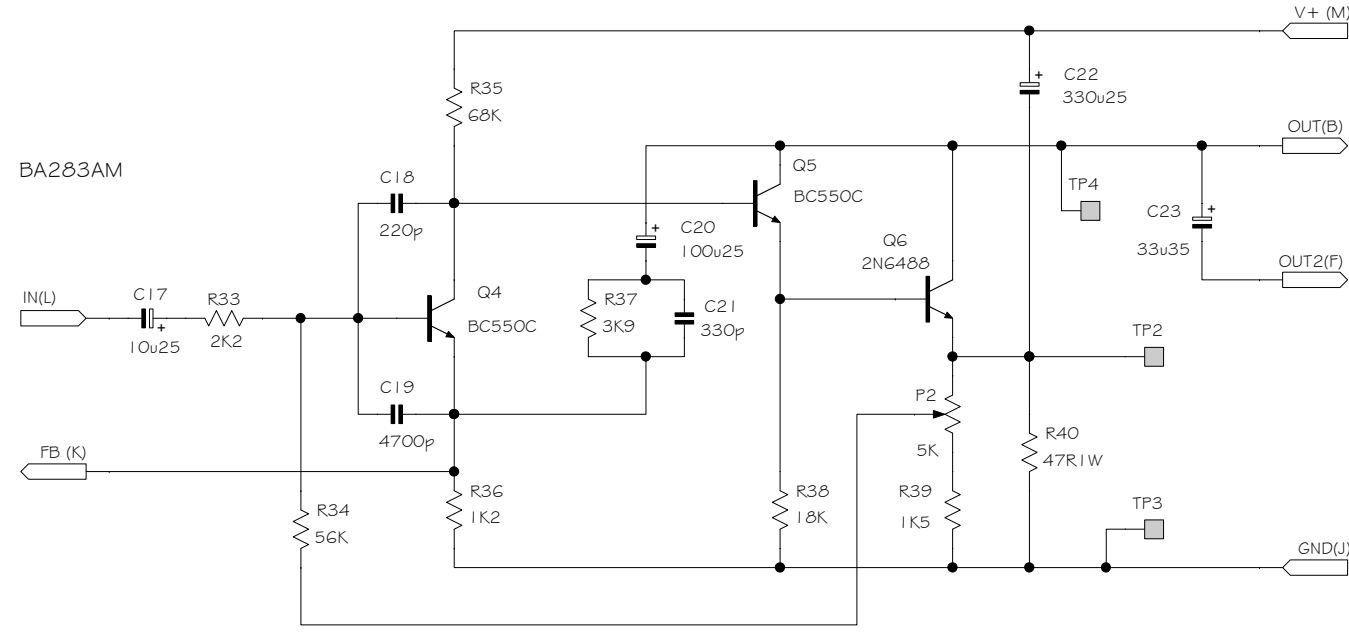 V+ (M)
C22
330u25
R35
68K
OUT(B)
BA283AM
Q5
BC550C
TP4
C18
220p
C20
100u25
C23
33u35
Q6
2N6488
OUT2(F)
IN(L)
C17
10u25
R33
2K2
Q4
BC550C
R37
3K9
C21
330p
TP2
C19
4700p
P2
5K
FB (K)
R40
47R1W
R34
56K
R36
1K2
R38
18K
R39
1K5
TP3
GND(J)